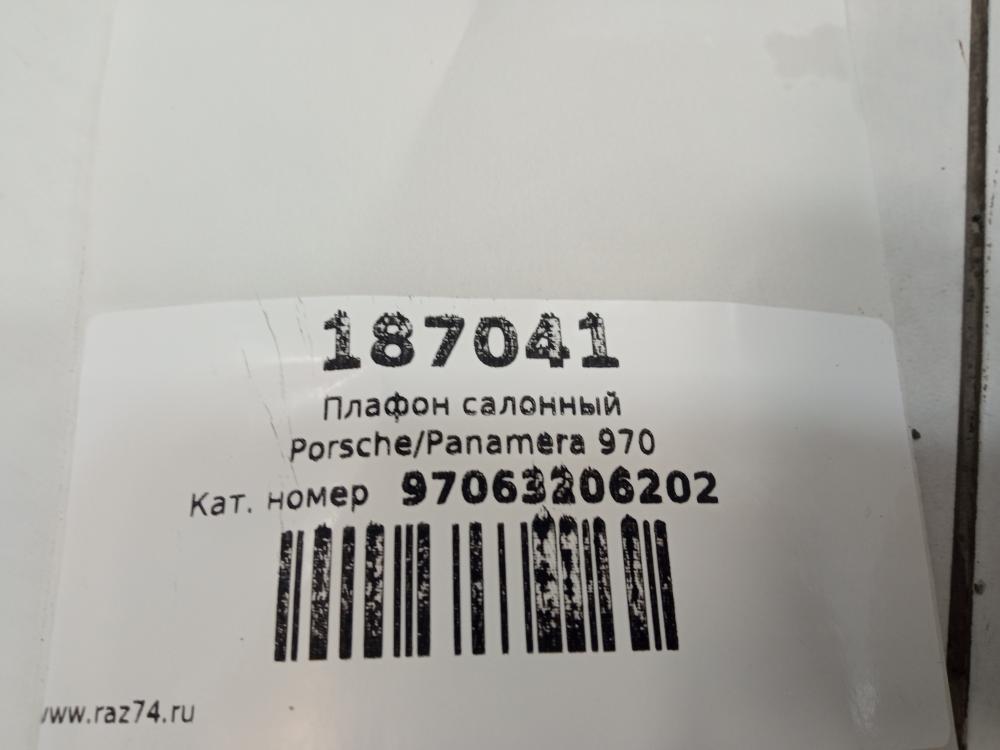 187041
Плафон салонный
Porsche/Panamera 970
Кат. номер 97063206202
www.raz74.ru